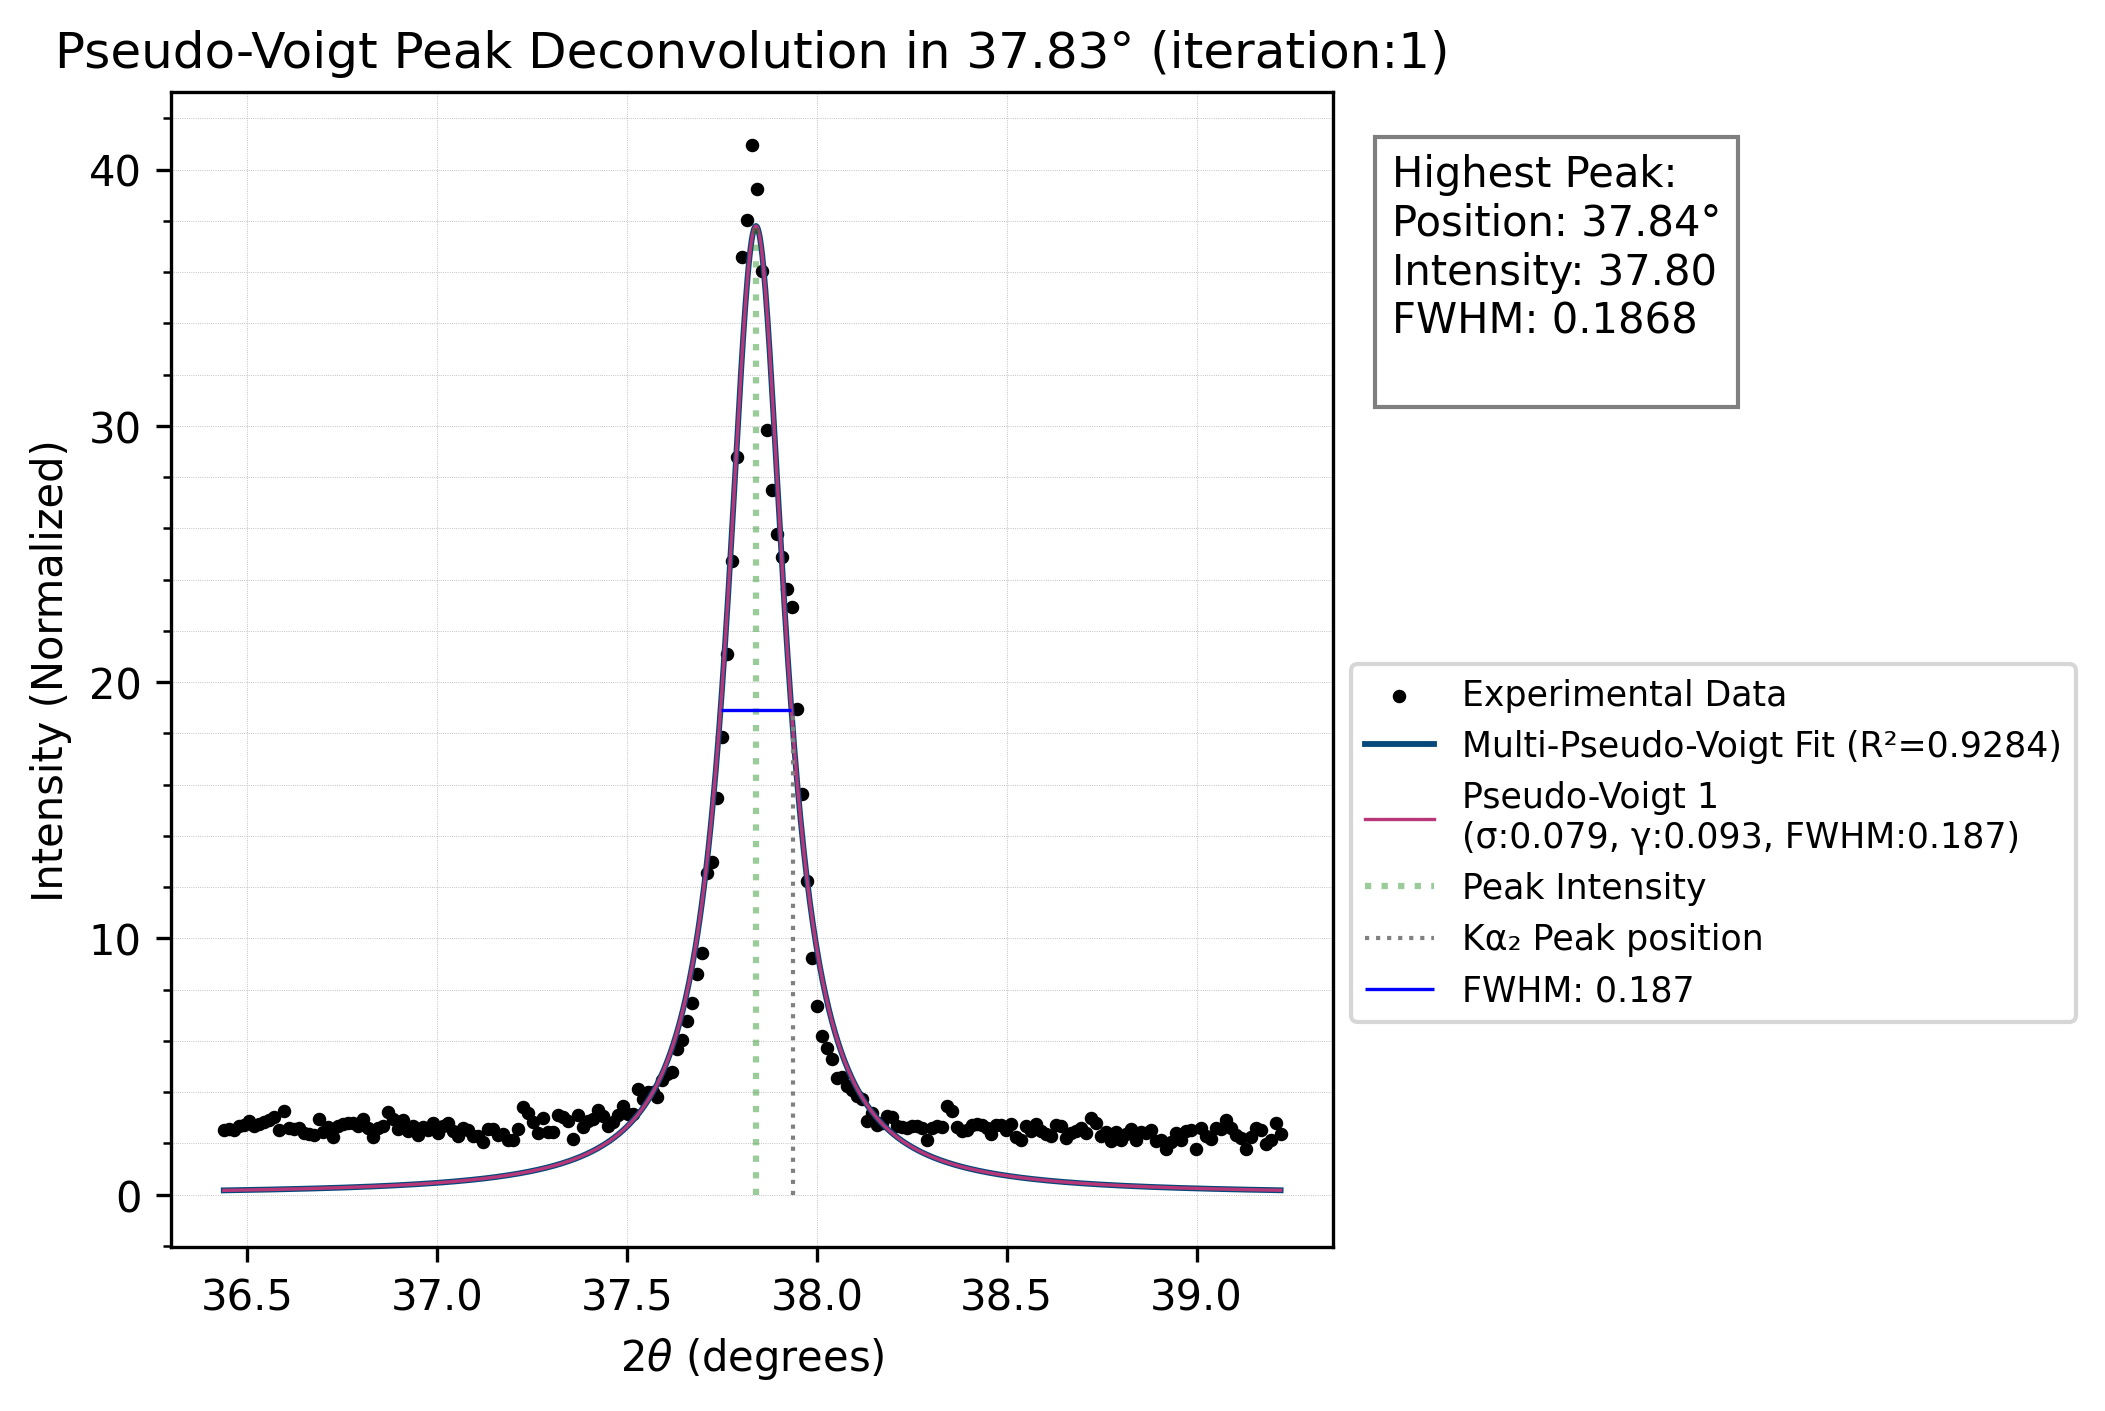 Pseudo-Voigt Peak Deconvolution in 37.83° (iteration:1)
Highest Peak:
Position: 37.84°
Intensity: 37.80
FWHM: 0.1868
Intensity (Normalized)
40
30
20
10
0
36.5 37.0 37.5 38.0 38.5 39.0
2θ (degrees)
Experimental Data
Multi-Pseudo-Voigt Fit (R²=0.9284)
Pseudo-Voigt 1
(σ:0.079, γ:0.093, FWHM:0.187)
Peak Intensity
Kα₂ Peak position
FWHM: 0.187